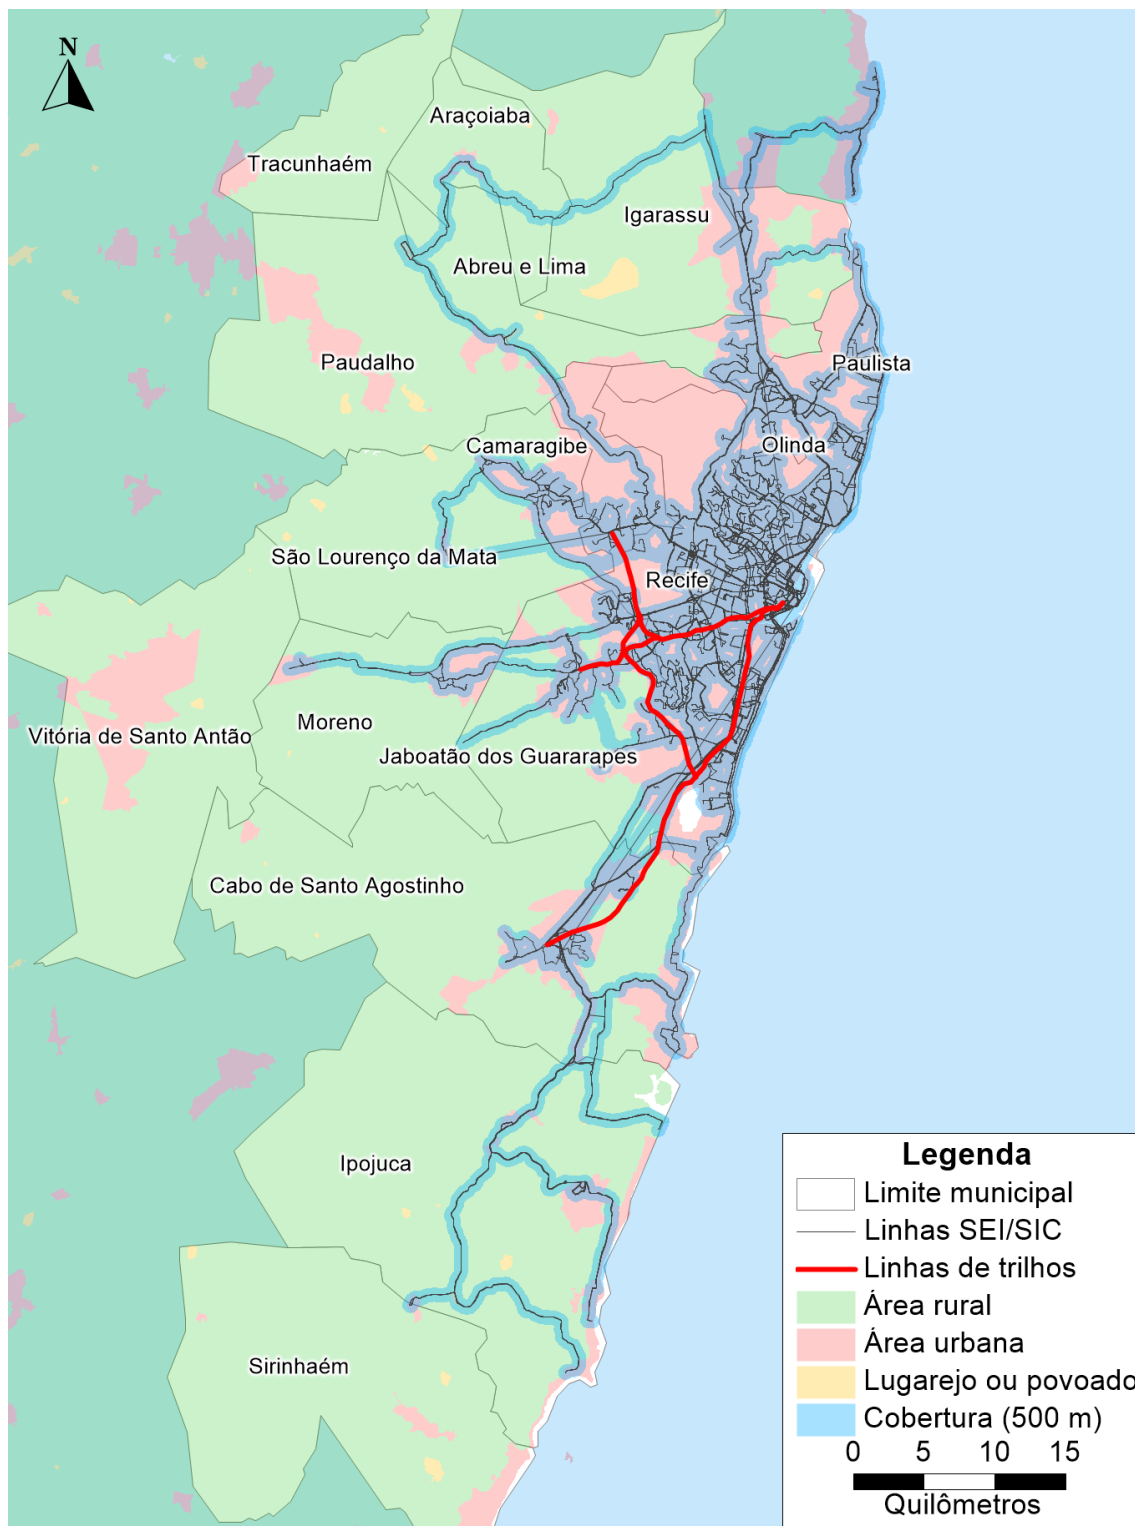 N
Araçoiaba
Tracunhaém
Igarassu
Abreu e Lima
Paudalho
Paulista
Camaragibe
Olinda
São Lourenço da Mata
Recife
Moreno
Vitória de Santo Antão
Jaboatão dos Guararapes
Cabo de Santo Agostinho
Ipojuca
Sirinhaém
Legenda
Limite municipal
Linhas SEI/SIC
Linhas de trilhos
Área rural
Área urbana
Lugarejo ou povoado
Cobertura (500 m)
0 5 10 15
Quilômetros